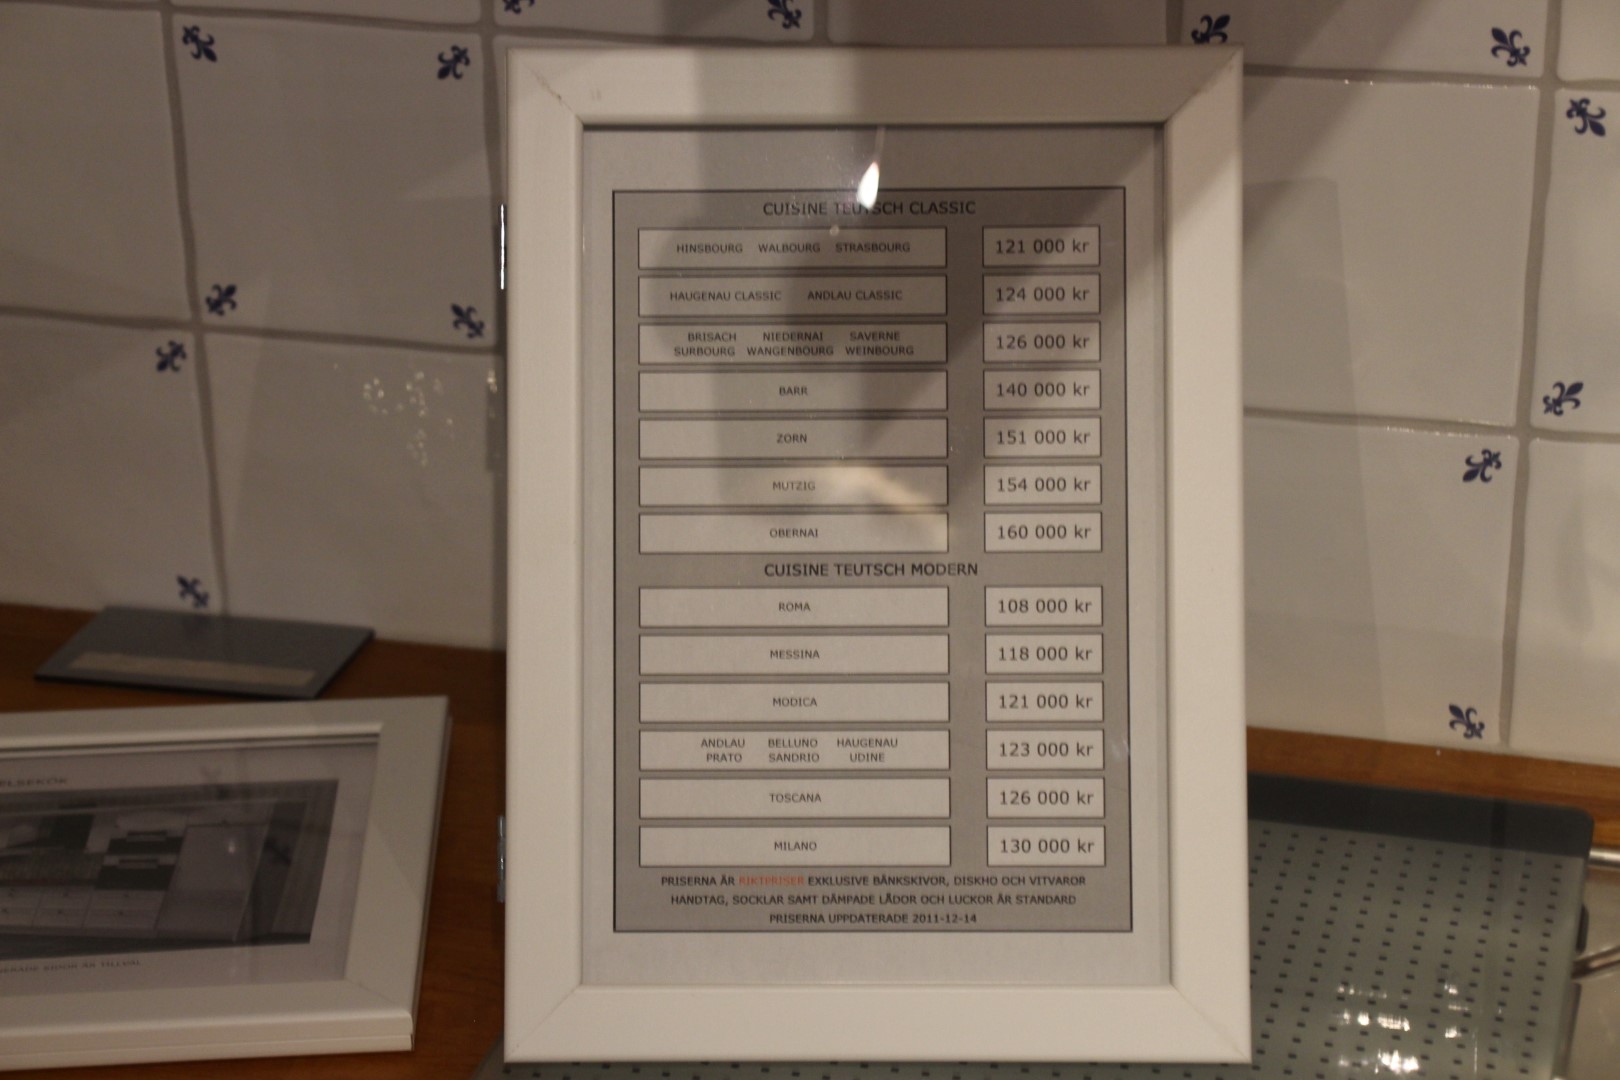 CUISINE TEUTSCH CLASSIC
HINSBOURG WALBOURG STRASBOURG 121 000 kr
HAUGENAU CLASSIC ANDLAU CLASSIC 124 000 kr
BRISACH NIEDERNAI SAVERNE
SURBOURG WANGENBOURG WEINBOURG 126 000 kr
BARR 140 000 kr
ZORN 151 000 kr
MUTZIG 154 000 kr
OBERNAI 160 000 kr
CUISINE TEUTSCH MODERN
ROMA 108 000 kr
MESSINA 118 000 kr
MODICA 121 000 kr
ANDLAU BELLUNO HAUGENAU
PRATO SANDRIO UDINE 123 000 kr
TOSCANA 126 000 kr
MILANO 130 000 kr
PRISERNA ÄR RIKTPRISER EXKLUSIVE BÄNKSKIVOR, DISKHO OCH VITVAROR
HANDTAG, SOCKLAR SAMT DÄMPADE LÅDOR OCH LUCKOR ÄR STANDARD
PRISERNA UPPDATERADE 2011-12-14